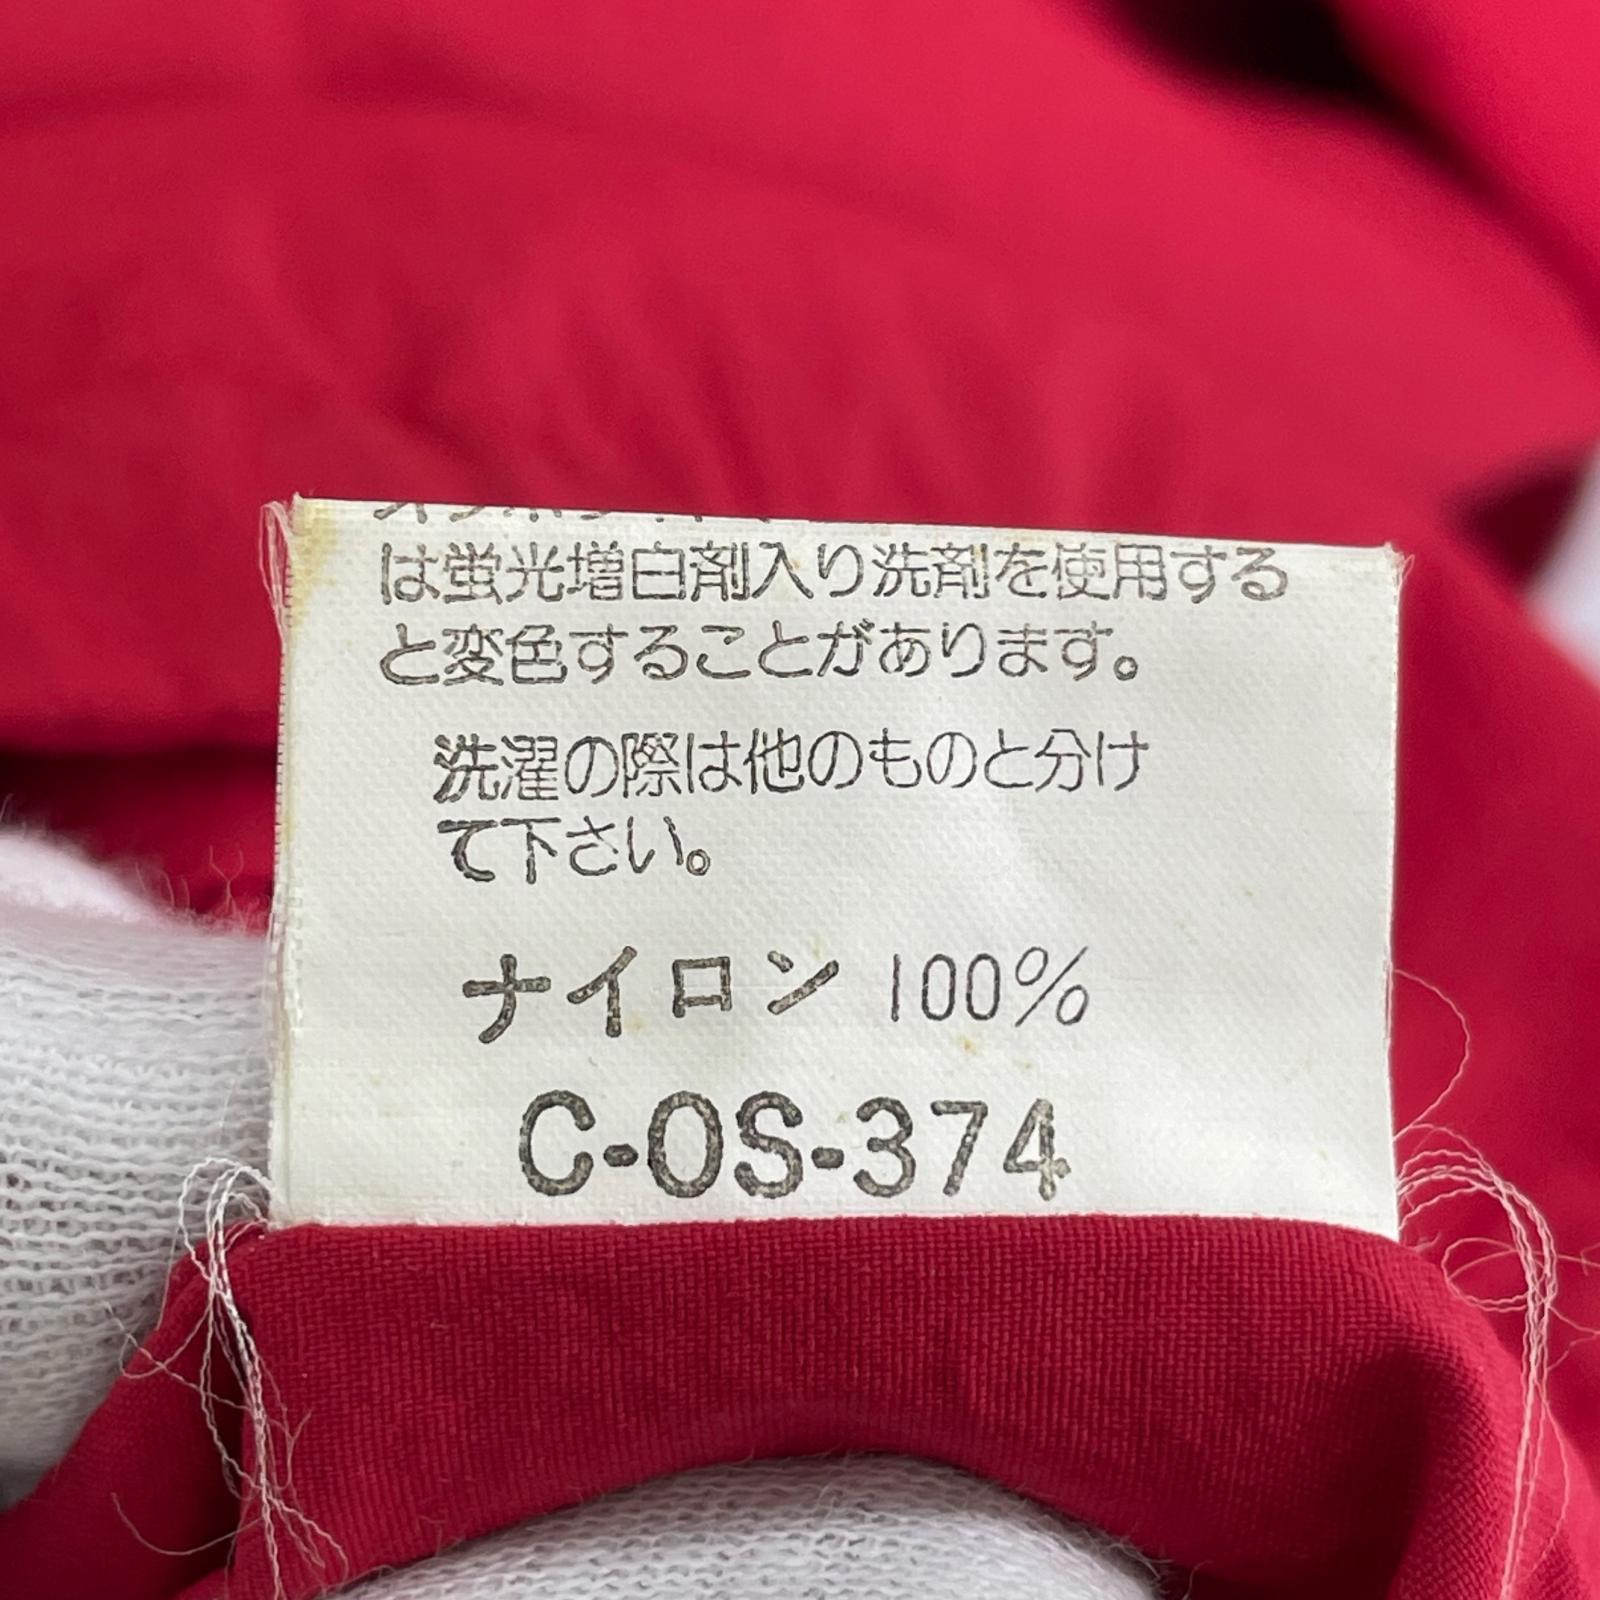 は蛍光増白剤入り洗剤を使用する
と変色することがあります。
洗濯の際は他のものと分け
て下さい。
ナイロン 100%
C-OS-374